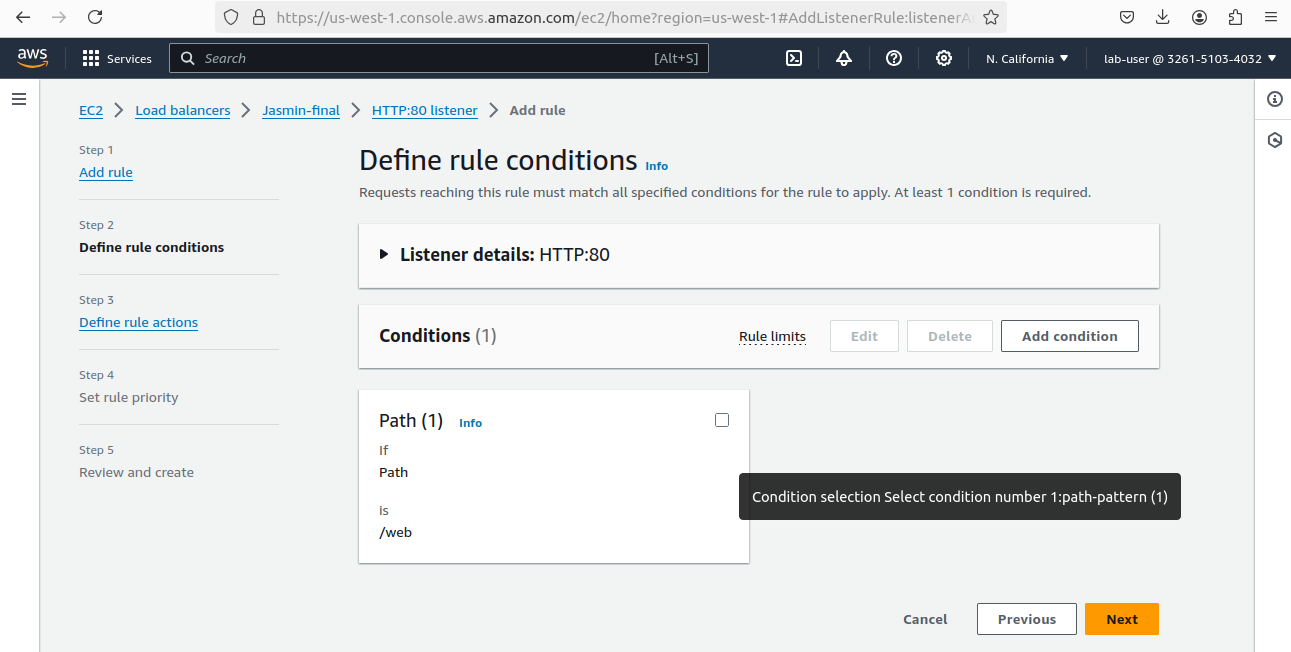 https://us-west-1.console.aws.amazon.com/ec2/home?region=us-west-1#AddListenerRule:listenerA
aws Services Search [Alt+S] N. California lab-user @ 3261-5103-4032
EC2 Load balancers Jasmin-final HTTP:80 listener Add rule
Step 1
Add rule
Step 2
Define rule conditions
Step 3
Define rule actions
Step 4
Set rule priority
Step 5
Review and create
Define rule conditions Info
Requests reaching this rule must match all specified conditions for the rule to apply. At least 1 condition is required.
Listener details: HTTP:80
Conditions (1) Rule limits Edit Delete Add condition
Path (1) Info
If
Path
is
/web
Condition selection Select condition number 1:path-pattern (1)
Cancel Previous Next